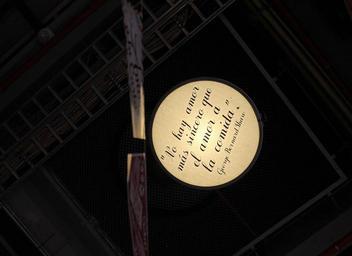 "No hay amor
más sincero que
el amor a
la comida".
George Bernard Shaw